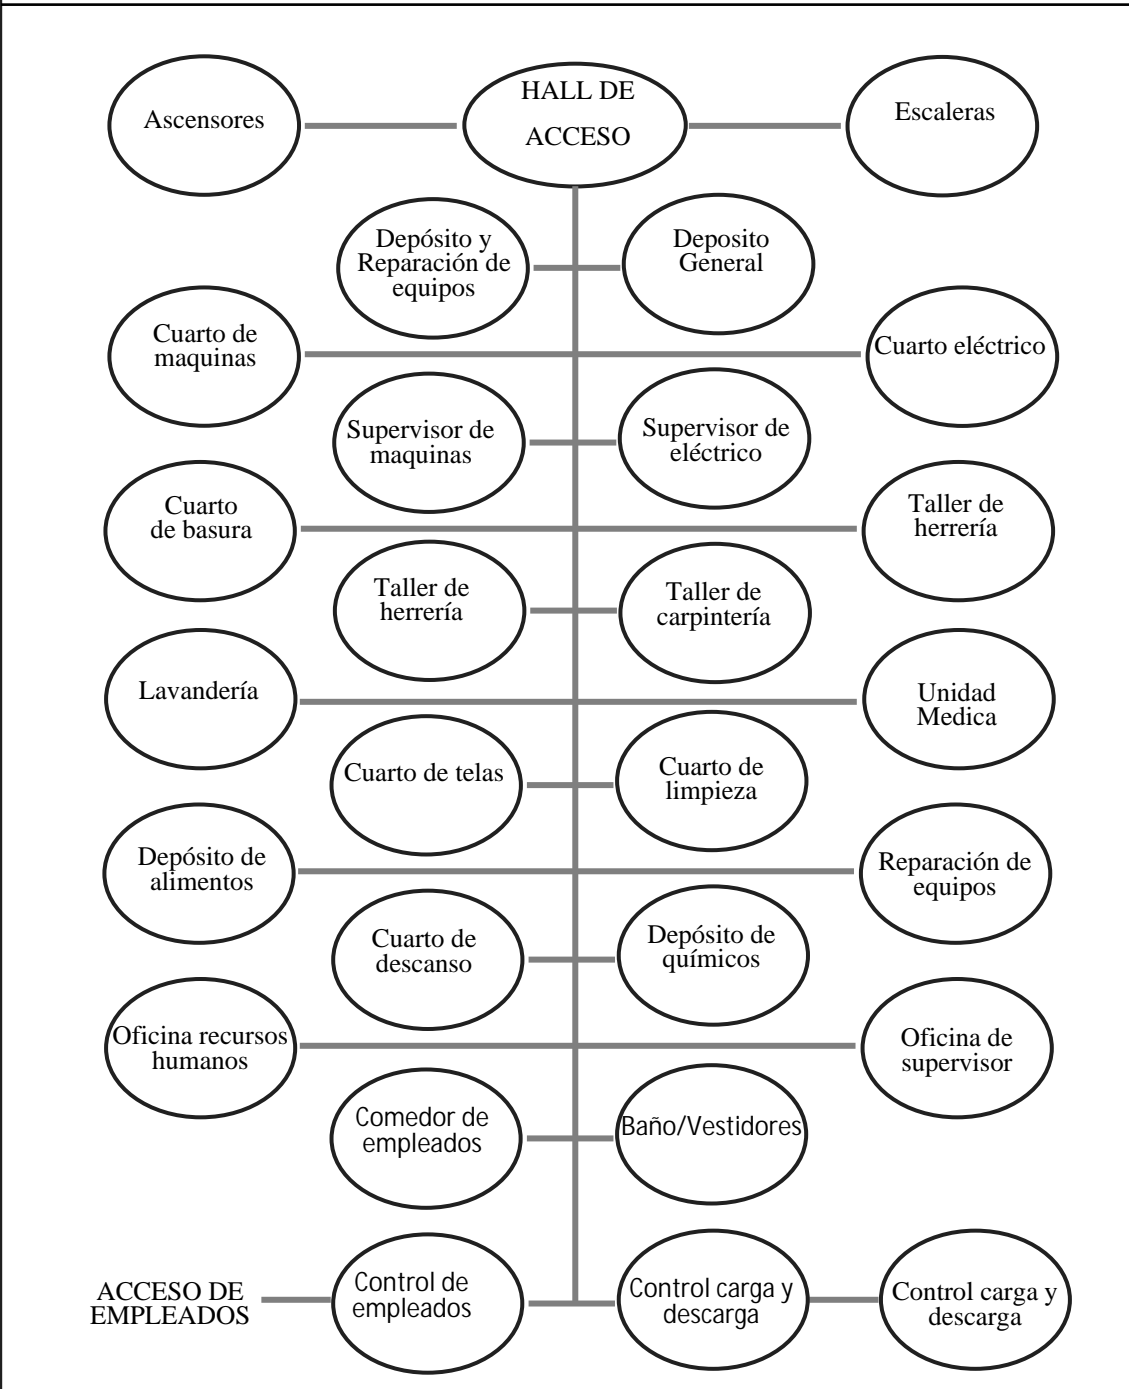 Ascensores
HALL DE
ACCESO
Escaleras
Depósito y
Reparación de
equipos
Deposito
General
Cuarto de
maquinas
Cuarto eléctrico
Supervisor de
maquinas
Supervisor de
eléctrico
Cuarto
de basura
Taller de
herrería
Taller de
herrería
Taller de
carpintería
Lavandería
Unidad
Medica
Cuarto de telas
Cuarto de
limpieza
Depósito de
alimentos
Reparación de
equipos
Cuarto de
descanso
Depósito de
químicos
Oficina recursos
humanos
Oficina de
supervisor
Comedor de
empleados
Baño/Vestidores
ACCESO DE
EMPLEADOS
Control de
empleados
Control carga y
descarga
Control carga y
descarga